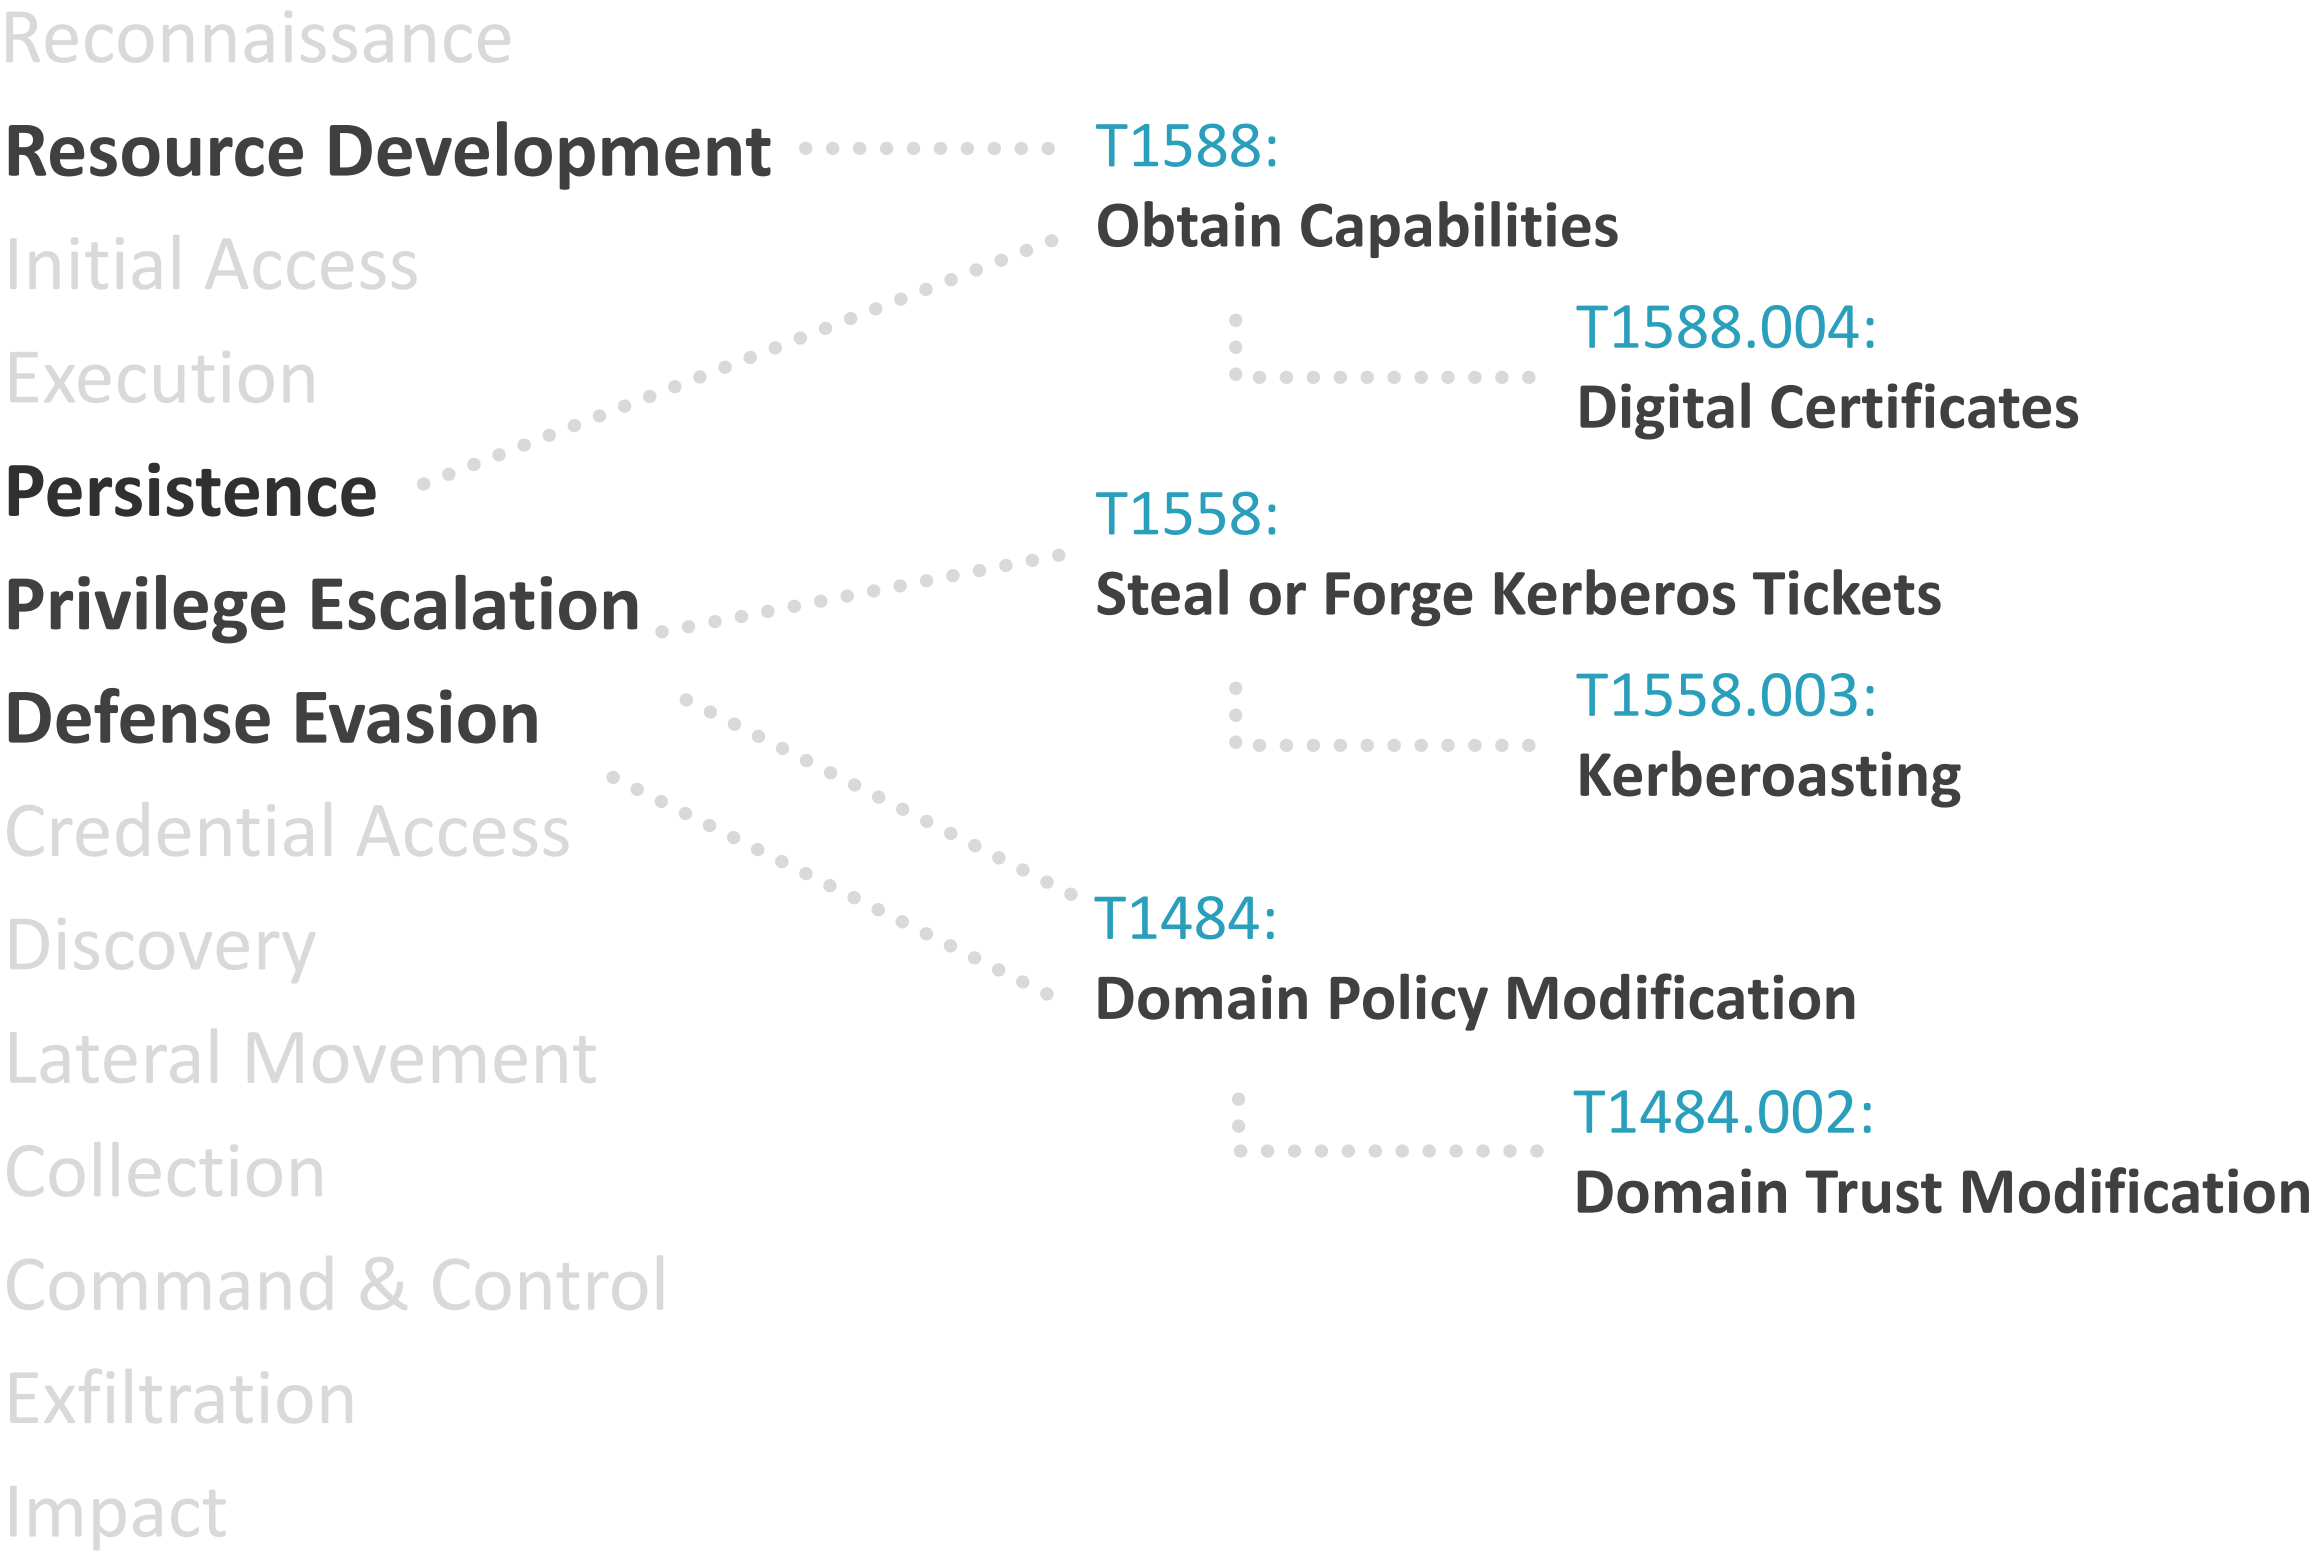 Reconnaissance
Resource Development
Initial Access
Execution
Persistence
Privilege Escalation
Defense Evasion
Credential Access
Discovery
Lateral Movement
Collection
Command & Control
Exfiltration
Impact
T1588:
Obtain Capabilities
T1588.004:
Digital Certificates
T1558:
Steal or Forge Kerberos Tickets
T1558.003:
Kerberoasting
T1484:
Domain Policy Modification
T1484.002:
Domain Trust Modification